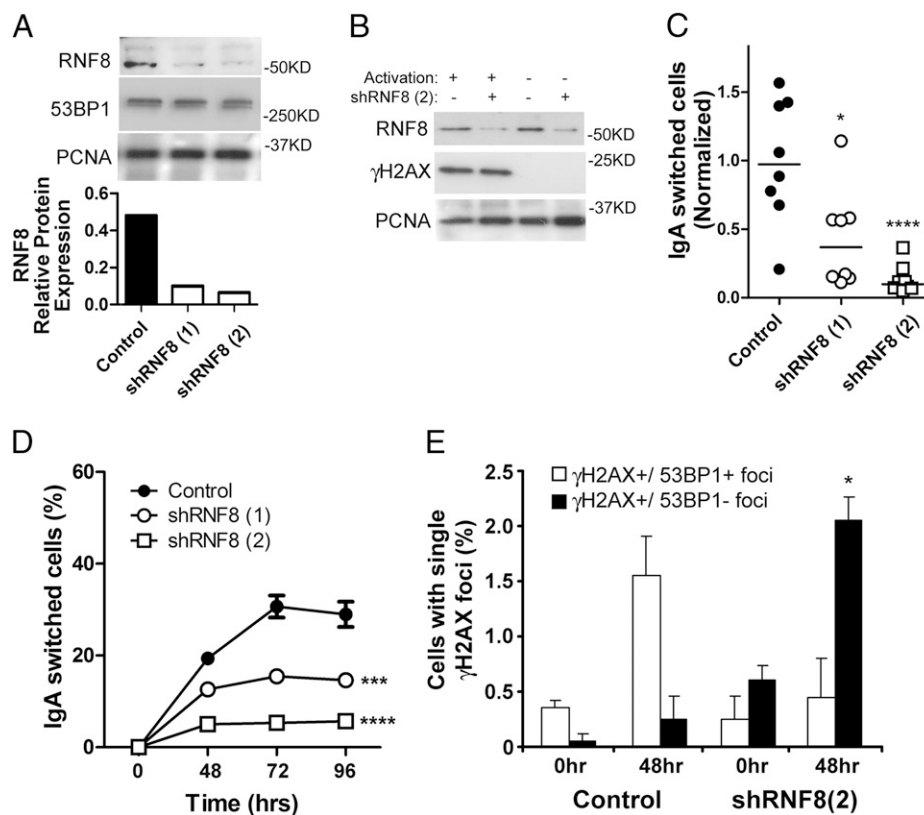 A
RNF8
-50KD
53BP1
-250KD
PCNA
-37KD
RNF8
Relative Protein
Expression
0.6
0.4
0.2
0.0
Control
shRNF8 (1)
shRNF8 (2)
B
Activation: + + - -
shRNF8 (2): - + - +
RNF8
-50KD
γH2AX
-25KD
PCNA
-37KD
C
IgA switched cells
(Normalized)
2.0
1.5
1.0
0.5
0.0
*
****
Control
shRNF8 (1)
shRNF8 (2)
D
IgA switched cells (%)
60
40
20
0
Control
shRNF8 (1)
shRNF8 (2)
***
****
0 48 72 96
Time (hrs)
E
Cells with single
γH2AX foci (%)
2.5
2.0
1.5
1.0
0.5
0
γH2AX+/ 53BP1+ foci
γH2AX+/ 53BP1- foci
*
0hr 48hr 0hr 48hr
Control shRNF8(2)